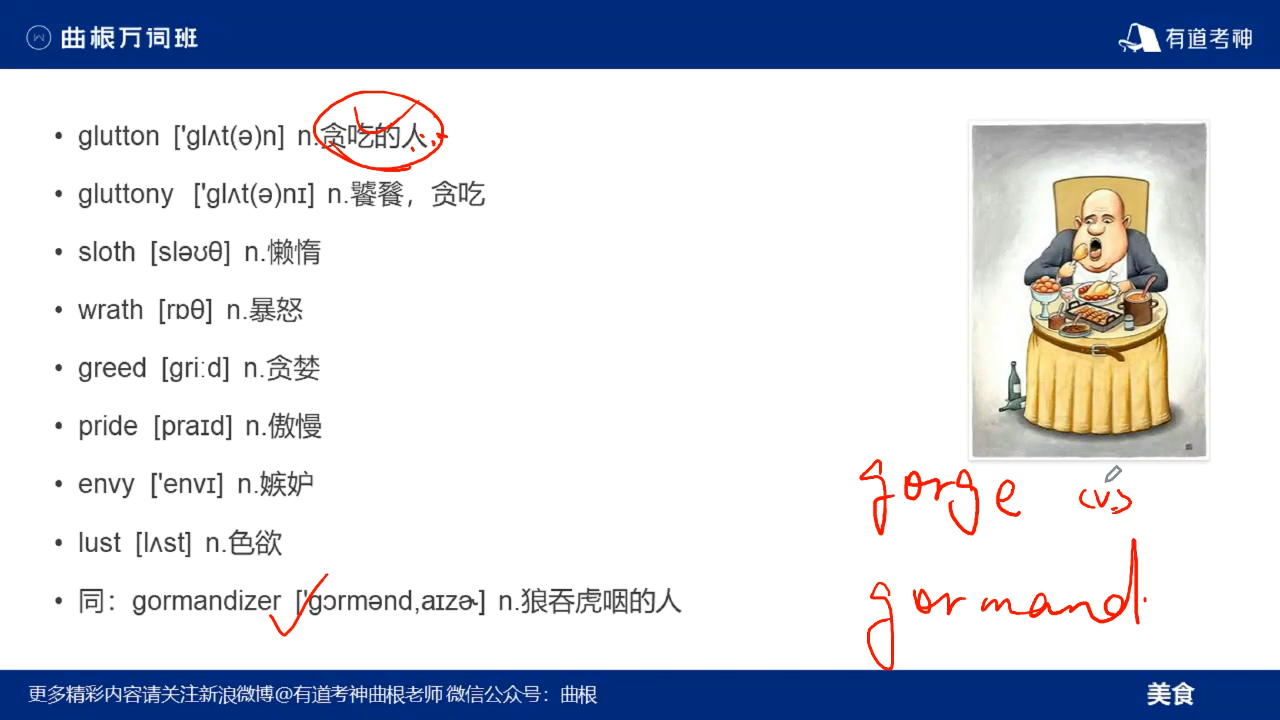 曲根万词班
有道考神
• glutton ['glʌt(ə)n] n.贪吃的人
• gluttony ['glʌt(ə)nɪ] n.饕餮，贪吃
• sloth [sləʊθ] n.懒惰
• wrath [rɒθ] n.暴怒
• greed [griːd] n.贪婪
• pride [praɪd] n.傲慢
• envy ['envɪ] n.嫉妒
• lust [lʌst] n.色欲
• 同：gormandizer ['gɔrmənd,aɪzɚ] n.狼吞虎咽的人
gorge (v.)
gormand
更多精彩内容请关注新浪微博@有道考神曲根老师 微信公众号：曲根
美食